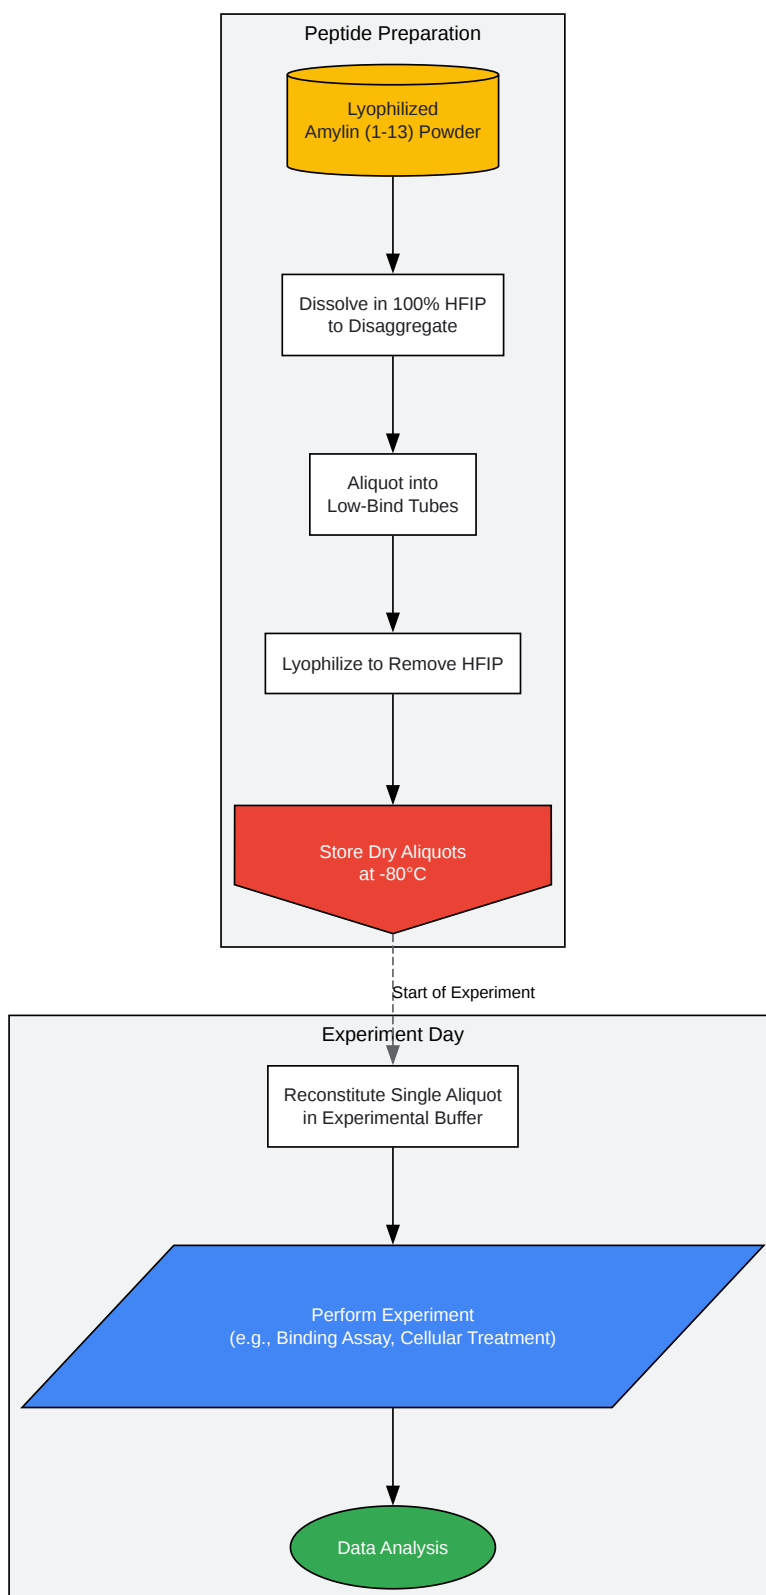 Peptide Preparation
Lyophilized
Amylin (1-13) Powder
Dissolve in 100% HFIP
to Disaggregate
Aliquot into
Low-Bind Tubes
Lyophilize to Remove HFIP
Store Dry Aliquots
at -80°C
Start of Experiment
Experiment Day
Reconstitute Single Aliquot
in Experimental Buffer
Perform Experiment
(e.g., Binding Assay, Cellular Treatment)
Data Analysis